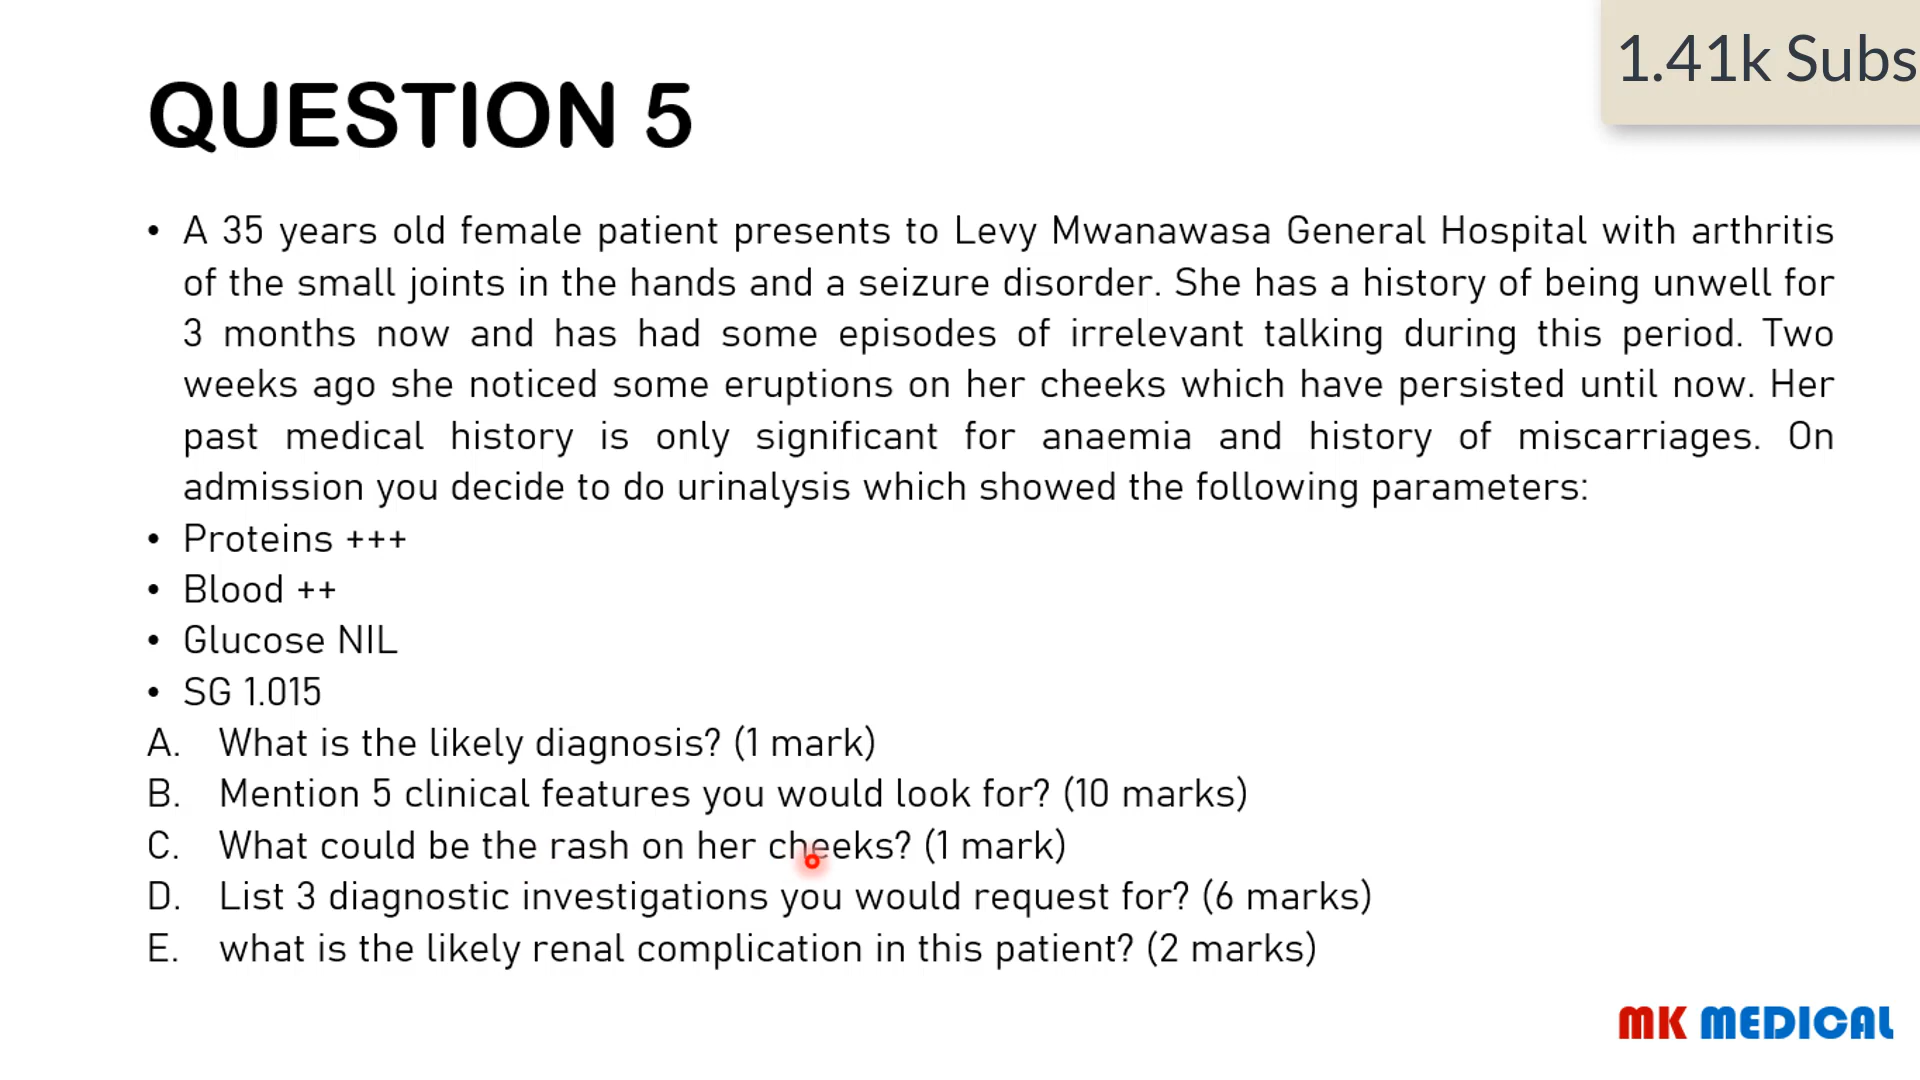 1.41k Subs
QUESTION 5
• A 35 years old female patient presents to Levy Mwanawasa General Hospital with arthritis
of the small joints in the hands and a seizure disorder. She has a history of being unwell for
3 months now and has had some episodes of irrelevant talking during this period. Two
weeks ago she noticed some eruptions on her cheeks which have persisted until now. Her
past medical history is only significant for anaemia and history of miscarriages. On
admission you decide to do urinalysis which showed the following parameters:
• Proteins +++
• Blood ++
• Glucose NIL
• SG 1.015
A. What is the likely diagnosis? (1 mark)
B. Mention 5 clinical features you would look for? (10 marks)
C. What could be the rash on her cheeks? (1 mark)
D. List 3 diagnostic investigations you would request for? (6 marks)
E. what is the likely renal complication in this patient? (2 marks)
MK MEDICAL